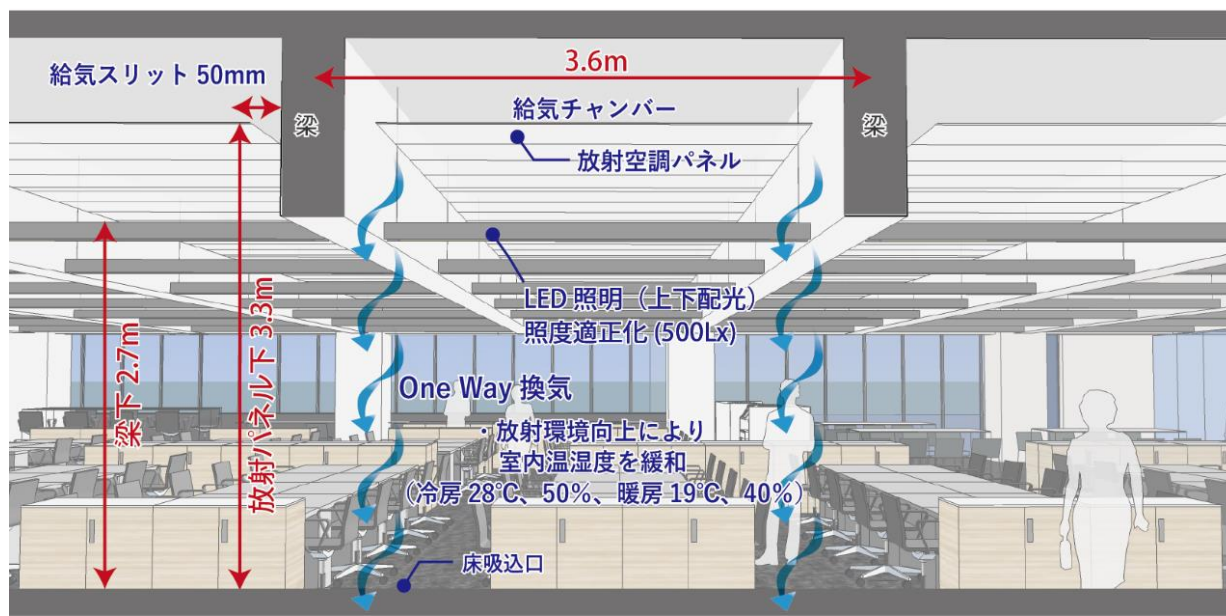 給気スリット 50mm
3.6m
梁
梁
給気チャンバー
放射空調パネル
LED 照明（上下配光）
照度適正化 (500Lx)
梁下 2.7m
放射パネル下 3.3m
One Way 換気
・放射環境向上により
室内温湿度を緩和
（冷房 28℃、50%、暖房 19℃、40%）
床吸込口